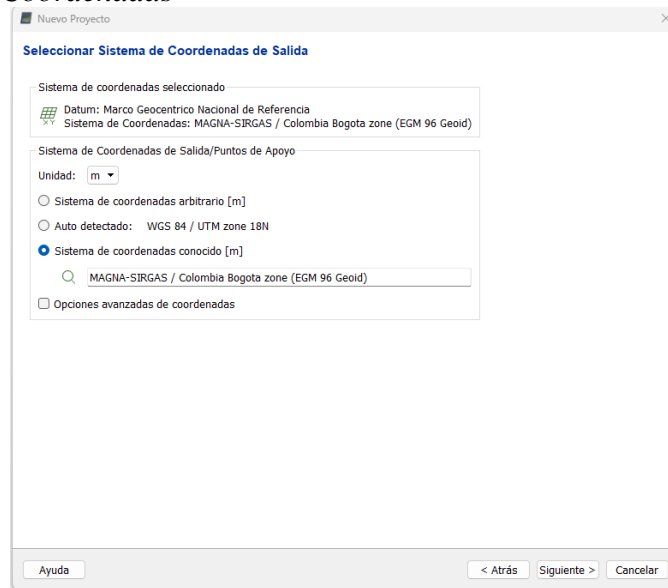 Coordenadas
Nuevo Proyecto
Seleccionar Sistema de Coordenadas de Salida
Sistema de coordenadas seleccionado
Datum: Marco Geocentrico Nacional de Referencia
Sistema de Coordenadas: MAGNA-SIRGAS / Colombia Bogota zone (EGM 96 Geoid)
Sistema de Coordenadas de Salida/Puntos de Apoyo
Unidad: m
Sistema de coordenadas arbitrario [m]
Auto detectado: WGS 84 / UTM zone 18N
Sistema de coordenadas conocido [m]
MAGNA-SIRGAS / Colombia Bogota zone (EGM 96 Geoid)
Opciones avanzadas de coordenadas
Ayuda < Atrás Siguiente > Cancelar